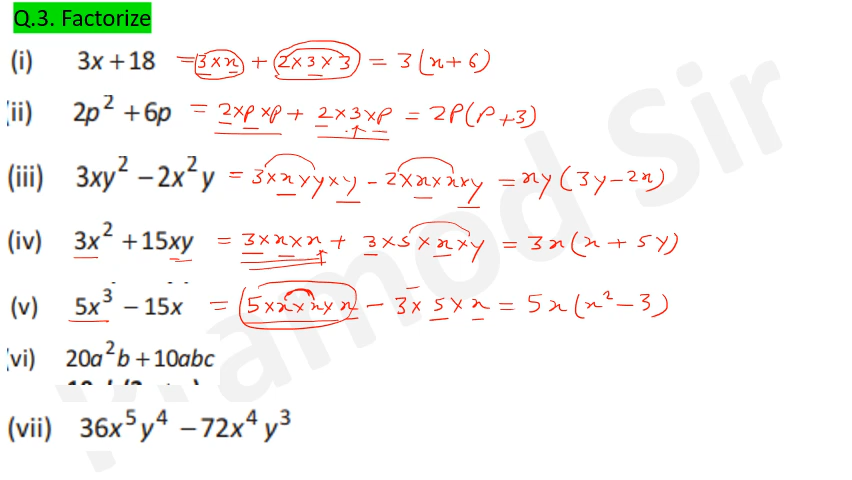 Q.3. Factorize
(i) 3x + 18 = 3 × x + 2 × 3 × 3 = 3 (x + 6)
ii) 2p² + 6p = 2 × p × p + 2 × 3 × p = 2P (P + 3)
(iii) 3xy² − 2x²y = 3 × x × y × y − 2 × x × x × y = xy (3y − 2x)
(iv) 3x² + 15xy = 3 × x × x + 3 × 5 × x × y = 3x (x + 5y)
(v) 5x³ − 15x = 5 × x × x × x − 3 × 5 × x = 5x (x² − 3)
vi) 20a²b + 10abc
(vii) 36x⁵y⁴ − 72x⁴y³
Pramod Sir